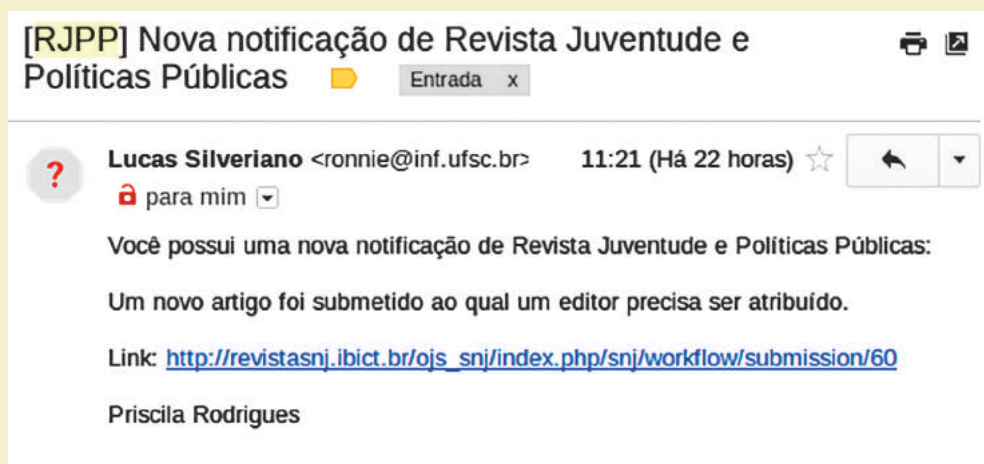 [RJPP] Nova notificação de Revista Juventude e
Políticas Públicas Entrada x
? Lucas Silveriano <ronnie@inf.ufsc.br> 11:21 (Há 22 horas)
para mim
Você possui uma nova notificação de Revista Juventude e Políticas Públicas:
Um novo artigo foi submetido ao qual um editor precisa ser atribuído.
Link: http://revistasnj.ibict.br/ojs_snj/index.php/snj/workflow/submission/60
Priscila Rodrigues